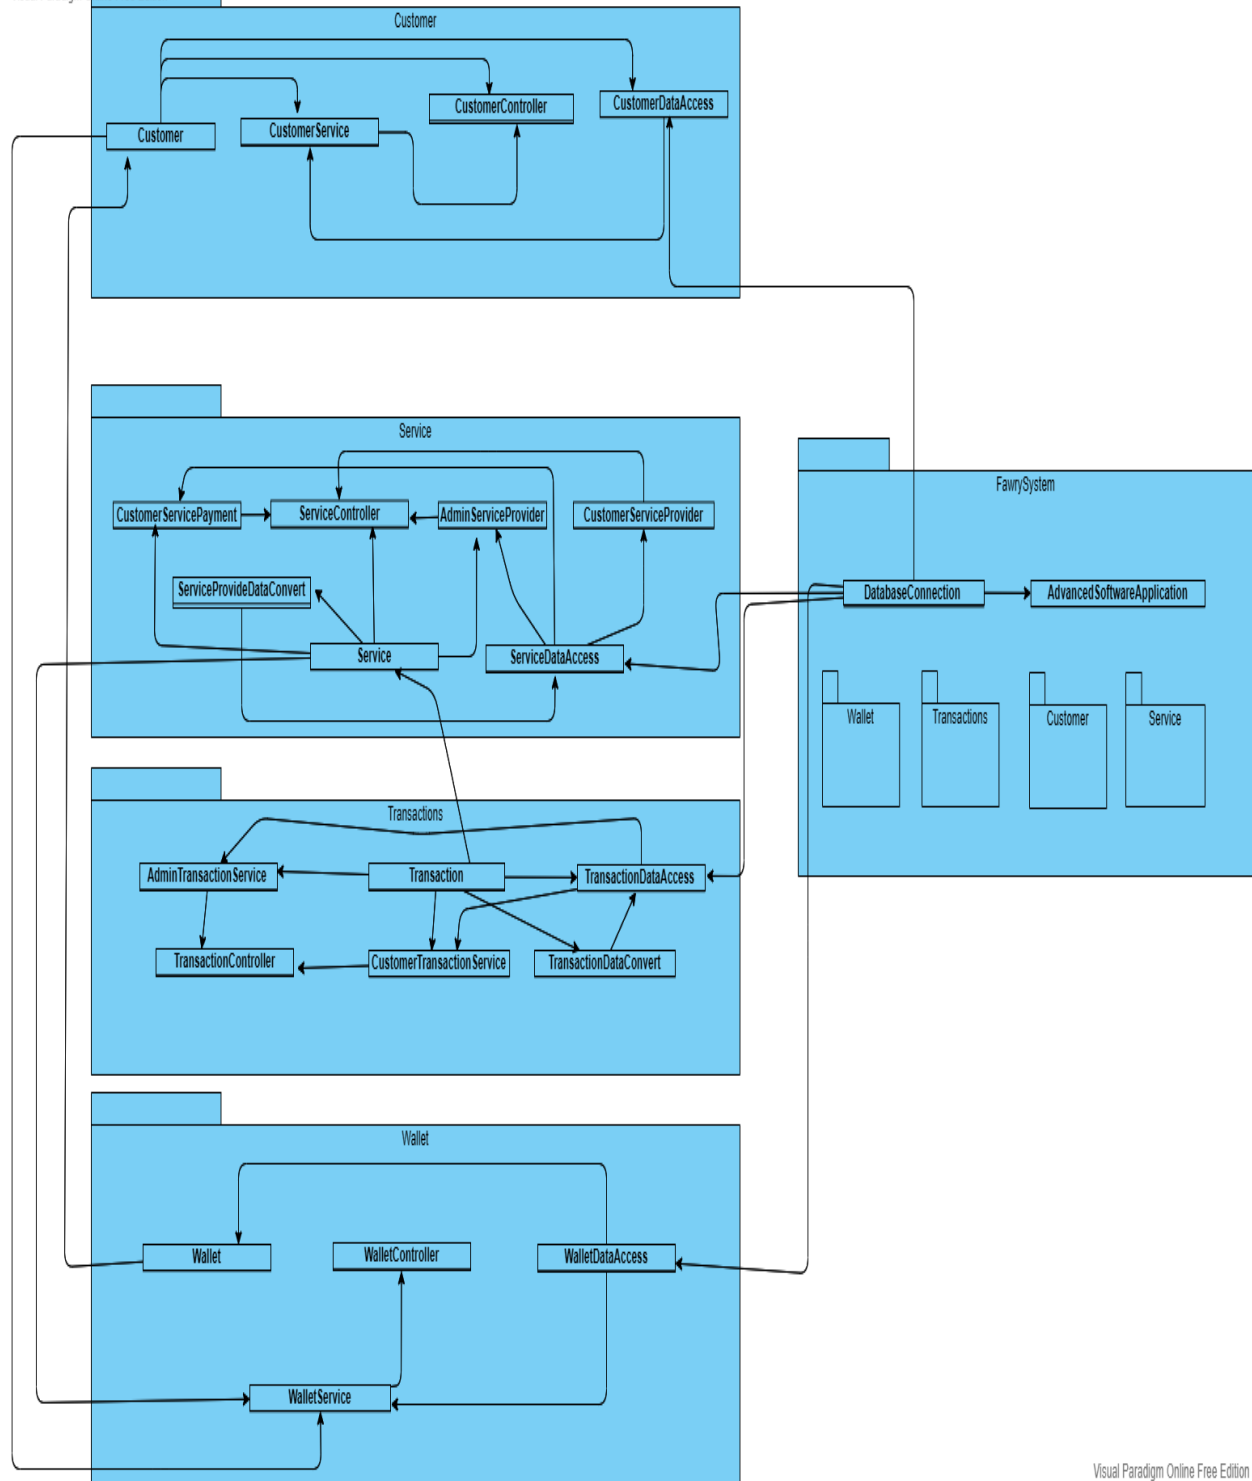 Customer
CustomerDataAccess
CustomerController
CustomerService
Customer
Service
CustomerServicePayment
ServiceController
AdminServiceProvider
CustomerServiceProvider
ServiceProvideDataConvert
Service
ServiceDataAccess
FawrySystem
DatabaseConnection
AdvancedSoftwareApplication
Wallet
Transactions
Customer
Service
Transactions
AdminTransactionService
Transaction
TransactionDataAccess
TransactionController
CustomerTransactionService
TransactionDataConvert
Wallet
Wallet
WalletController
WalletDataAccess
WalletService
Visual Paradigm Online Free Edition